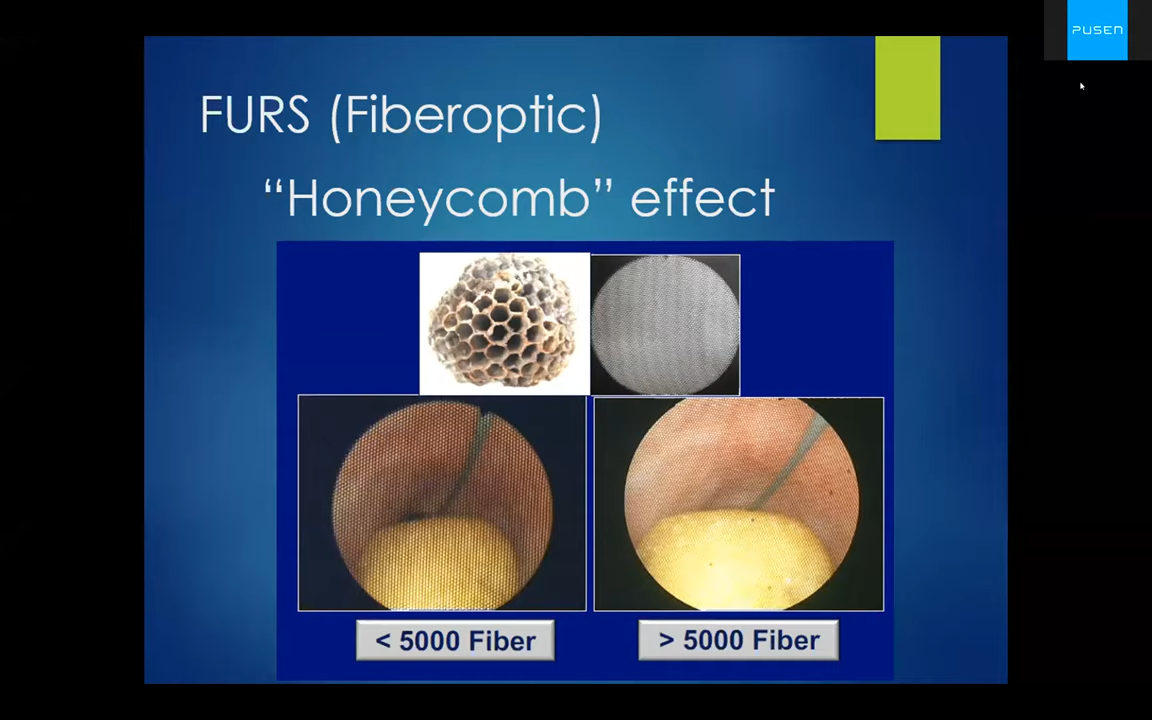 PUSEN
FURS (Fiberoptic)
“Honeycomb” effect
< 5000 Fiber
> 5000 Fiber